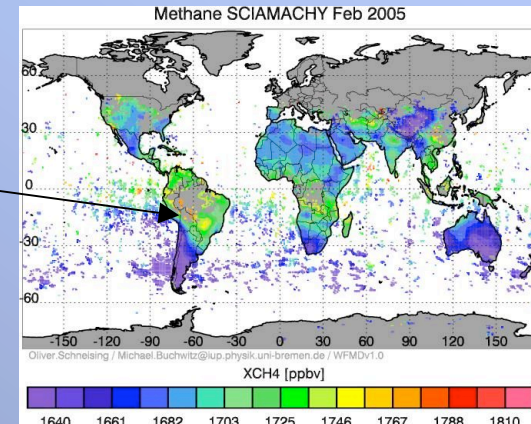 Methane SCIAMACHY Feb 2005
60
30
0
-30
-60
-150 -120 -90 -60 -30 0 30 60 90 120 150
Oliver.Schneising / Michael.Buchwitz@iup.physik.uni-bremen.de / WFMDv1.0
XCH4 [ppbv]
1640 1661 1682 1703 1725 1746 1767 1788 1810